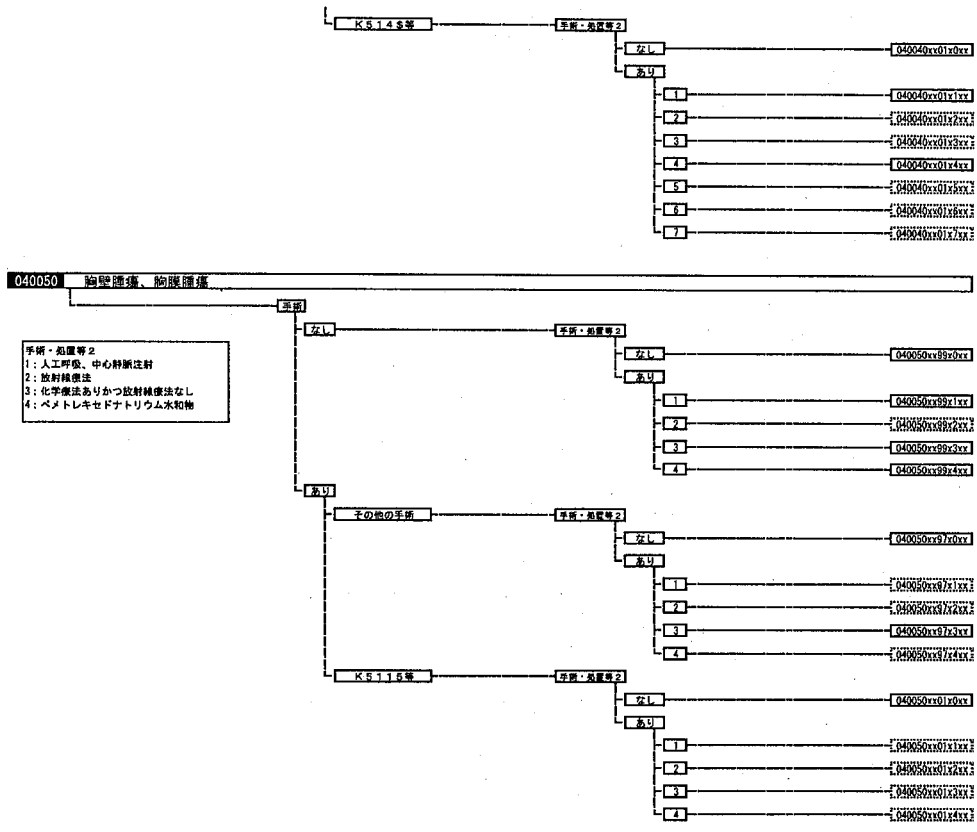 K514$等 手術・処置等2
なし 040040xx01x0xx
あり
1 040040xx01x1xx
2 040040xx01x2xx
3 040040xx01x3xx
4 040040xx01x4xx
5 040040xx01x5xx
6 040040xx01x6xx
7 040040xx01x7xx
040050 胸壁腫瘍、胸膜腫瘍
手術
なし 手術・処置等2
手術・処置等2
1:人工呼吸、中心静脈注射
2:放射線療法
3:化学療法ありかつ放射線療法なし
4:ペメトレキセドナトリウム水和物
なし 040050xx99x0xx
あり
1 040050xx99x1xx
2 040050xx99x2xx
3 040050xx99x3xx
4 040050xx99x4xx
あり
その他の手術 手術・処置等2
なし 040050xx97x0xx
あり
1 040050xx97x1xx
2 040050xx97x2xx
3 040050xx97x3xx
4 040050xx97x4xx
K5115等 手術・処置等2
なし 040050xx01x0xx
あり
1 040050xx01x1xx
2 040050xx01x2xx
3 040050xx01x3xx
4 040050xx01x4xx